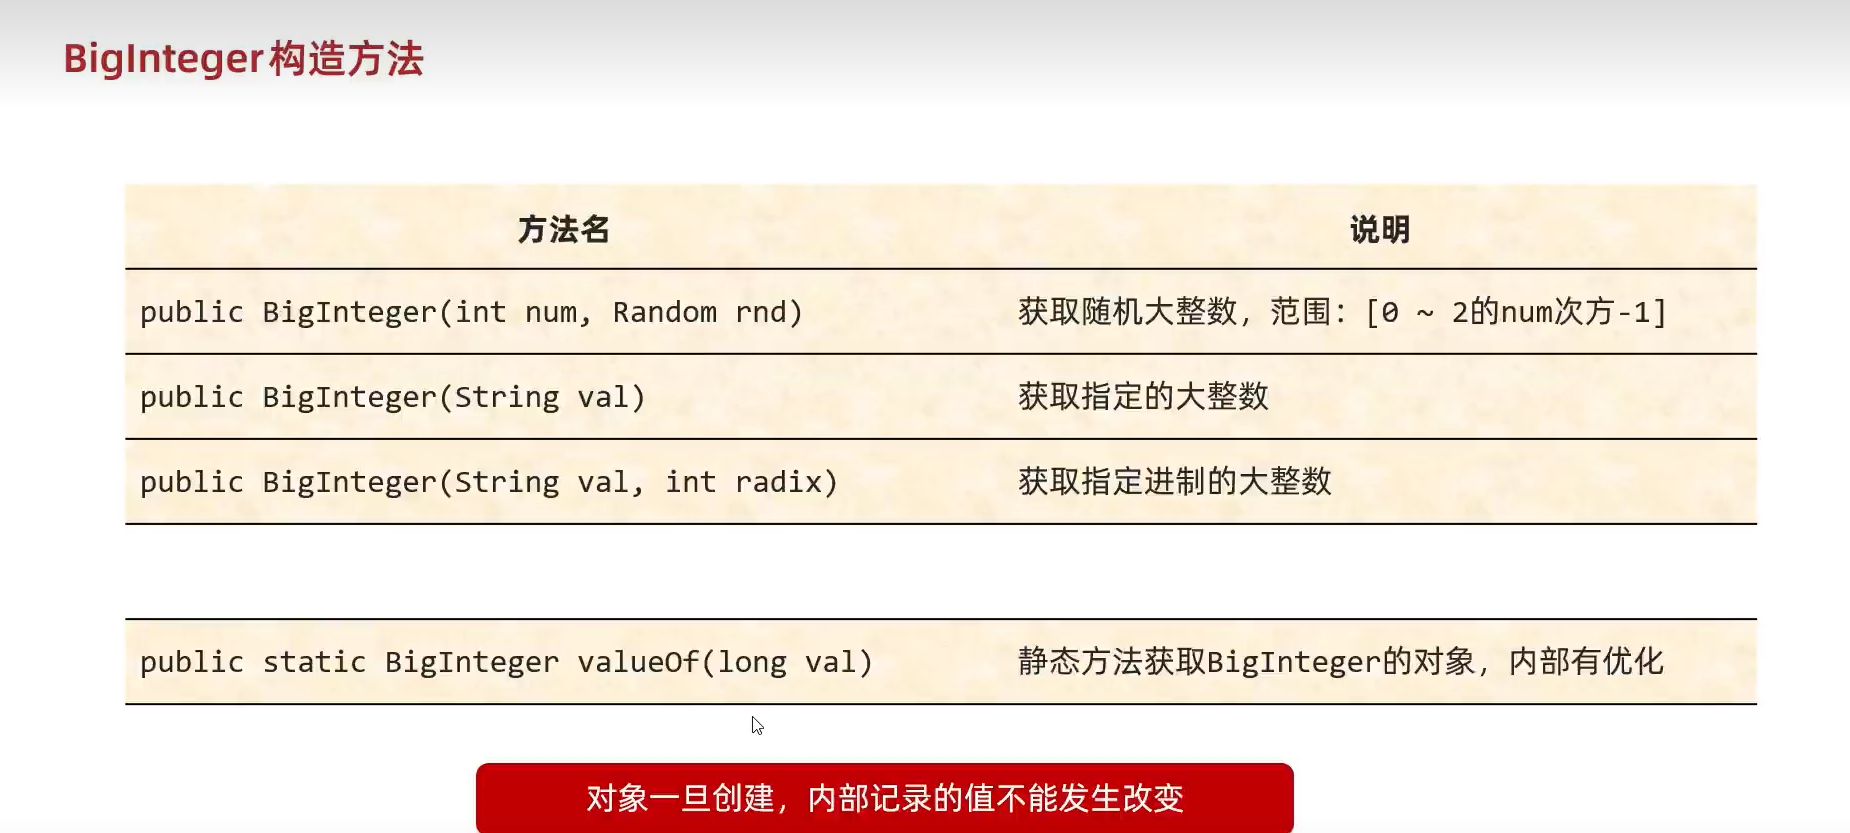 BigInteger构造方法
方法名 说明
public BigInteger(int num, Random rnd) 获取随机大整数，范围：[0 ~ 2的num次方-1]
public BigInteger(String val) 获取指定的大整数
public BigInteger(String val, int radix) 获取指定进制的大整数
public static BigInteger valueOf(long val) 静态方法获取BigInteger的对象，内部有优化
对象一旦创建，内部记录的值不能发生改变